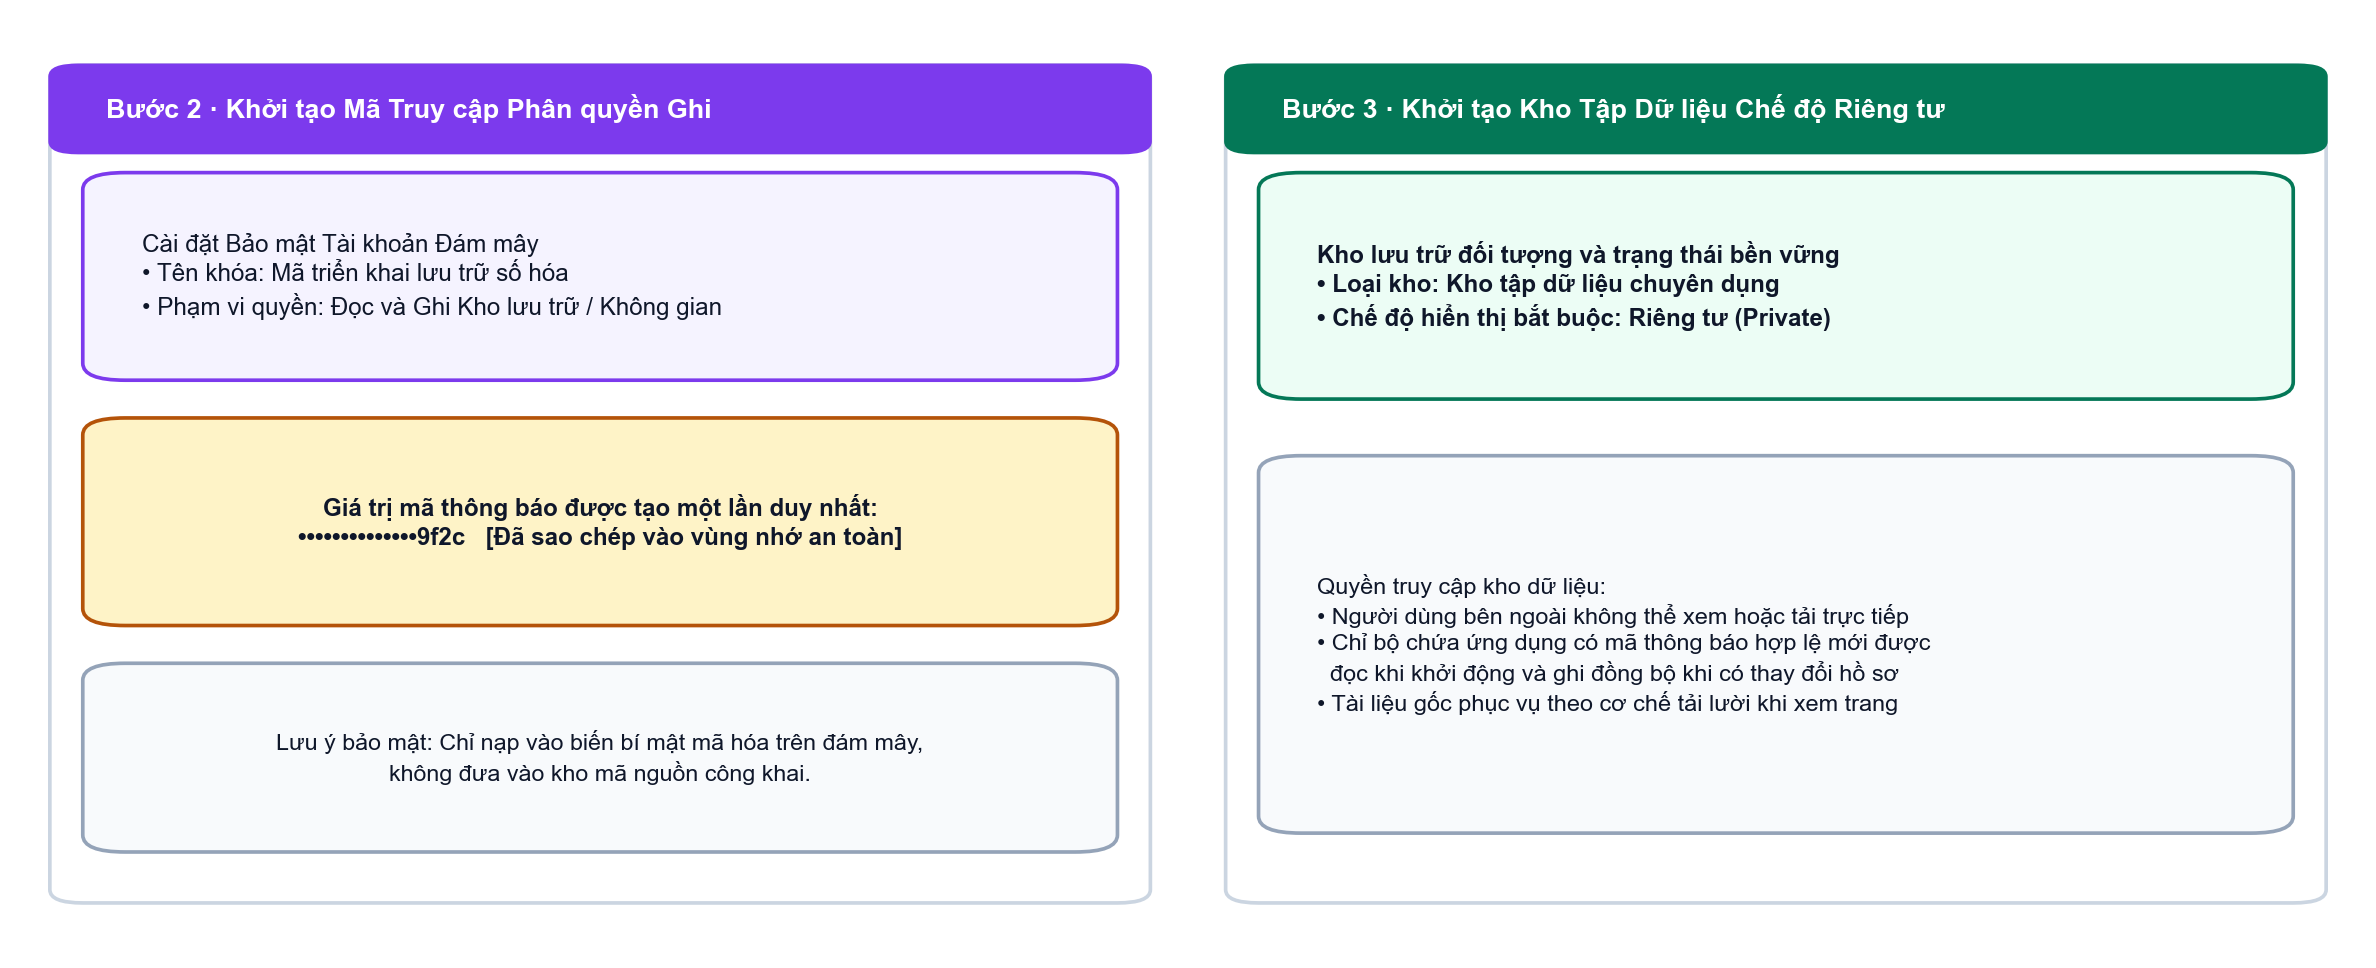 Bước 2 · Khởi tạo Mã Truy cập Phân quyền Ghi
Cài đặt Bảo mật Tài khoản Đám mây
• Tên khóa: Mã triển khai lưu trữ số hóa
• Phạm vi quyền: Đọc và Ghi Kho lưu trữ / Không gian
Giá trị mã thông báo được tạo một lần duy nhất:
••••••••••••••9f2c [Đã sao chép vào vùng nhớ an toàn]
Lưu ý bảo mật: Chỉ nạp vào biến bí mật mã hóa trên đám mây,
không đưa vào kho mã nguồn công khai.
Bước 3 · Khởi tạo Kho Tập Dữ liệu Chế độ Riêng tư
Kho lưu trữ đối tượng và trạng thái bền vững
• Loại kho: Kho tập dữ liệu chuyên dụng
• Chế độ hiển thị bắt buộc: Riêng tư (Private)
Quyền truy cập kho dữ liệu:
• Người dùng bên ngoài không thể xem hoặc tải trực tiếp
• Chỉ bộ chứa ứng dụng có mã thông báo hợp lệ mới được
đọc khi khởi động và ghi đồng bộ khi có thay đổi hồ sơ
• Tài liệu gốc phục vụ theo cơ chế tải lười khi xem trang